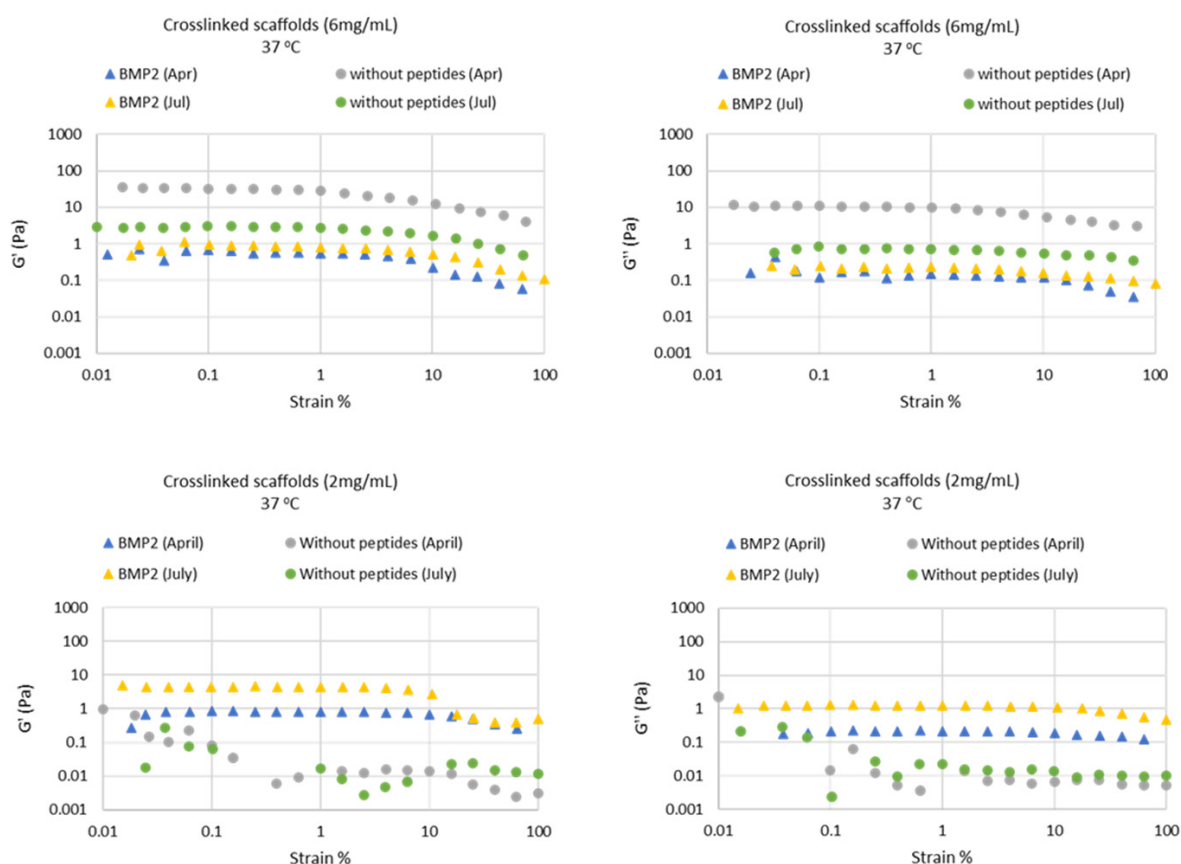 Crosslinked scaffolds (6mg/mL)
37 °C
BMP2 (Apr) without peptides (Apr)
BMP2 (Jul) without peptides (Jul)
1000
100
10
1
0.1
0.01
0.001
G' (Pa)
0.01 0.1 1 10 100
Strain %
Crosslinked scaffolds (6mg/mL)
37 °C
BMP2 (Apr) without peptides (Apr)
BMP2 (Jul) without peptides (Jul)
1000
100
10
1
0.1
0.01
0.001
G'' (Pa)
0.01 0.1 1 10 100
Strain %
Crosslinked scaffolds (2mg/mL)
37 °C
BMP2 (April) Without peptides (April)
BMP2 (July) Without peptides (July)
1000
100
10
1
0.1
0.01
0.001
G' (Pa)
0.01 0.1 1 10 100
Strain %
Crosslinked scaffolds (2mg/mL)
37 °C
BMP2 (April) Without peptides (April)
BMP2 (July) Without peptides (July)
1000
100
10
1
0.1
0.01
0.001
G'' (Pa)
0.01 0.1 1 10 100
Strain %